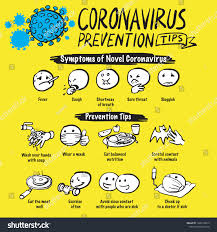 CORONAVIRUS
PREVENTION TIPS
Symptoms of Novel Coronavirus
Fever
Cough
Shortness of
breath
Sore throat
Sluggish
Prevention Tips
Wash your hands
with soap
Wear a mask
Eat balanced
nutrition
Careful contact
with animals
Eat the meat
well
Exercise
often
Avoid close contact
with people who are sick
Check up
to a doctor if sick
shutterstock